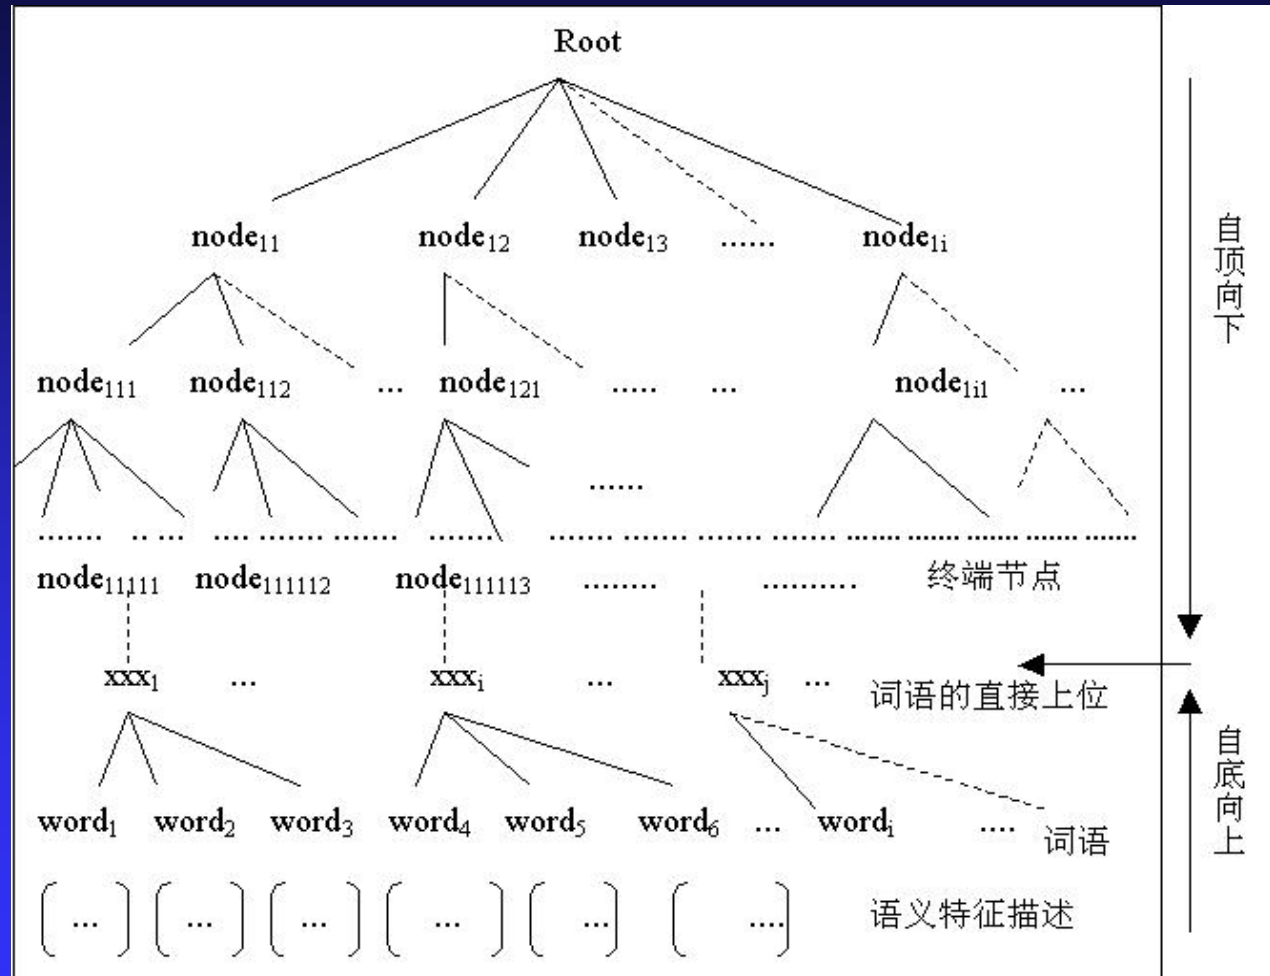 Root
node11 node12 node13 ...... node1i
node111 node112 ... node121 ..... ... node1i1 ...
......
....... .. ... .... ....... ....... ....... ....... ....... ....... ....... ....... ....... ....... ....... .......
node11111 node111112 node111113 ........ .......... 终端节点
xxx1 ... xxxi ... xxxj ... 词语的直接上位
word1 word2 word3 word4 word5 word6 ... wordi .... 词语
( ... ) ( ... ) ( ... ) ( ... ) ( ... ) ( .... ) 语义特征描述
自顶向下
自底向上